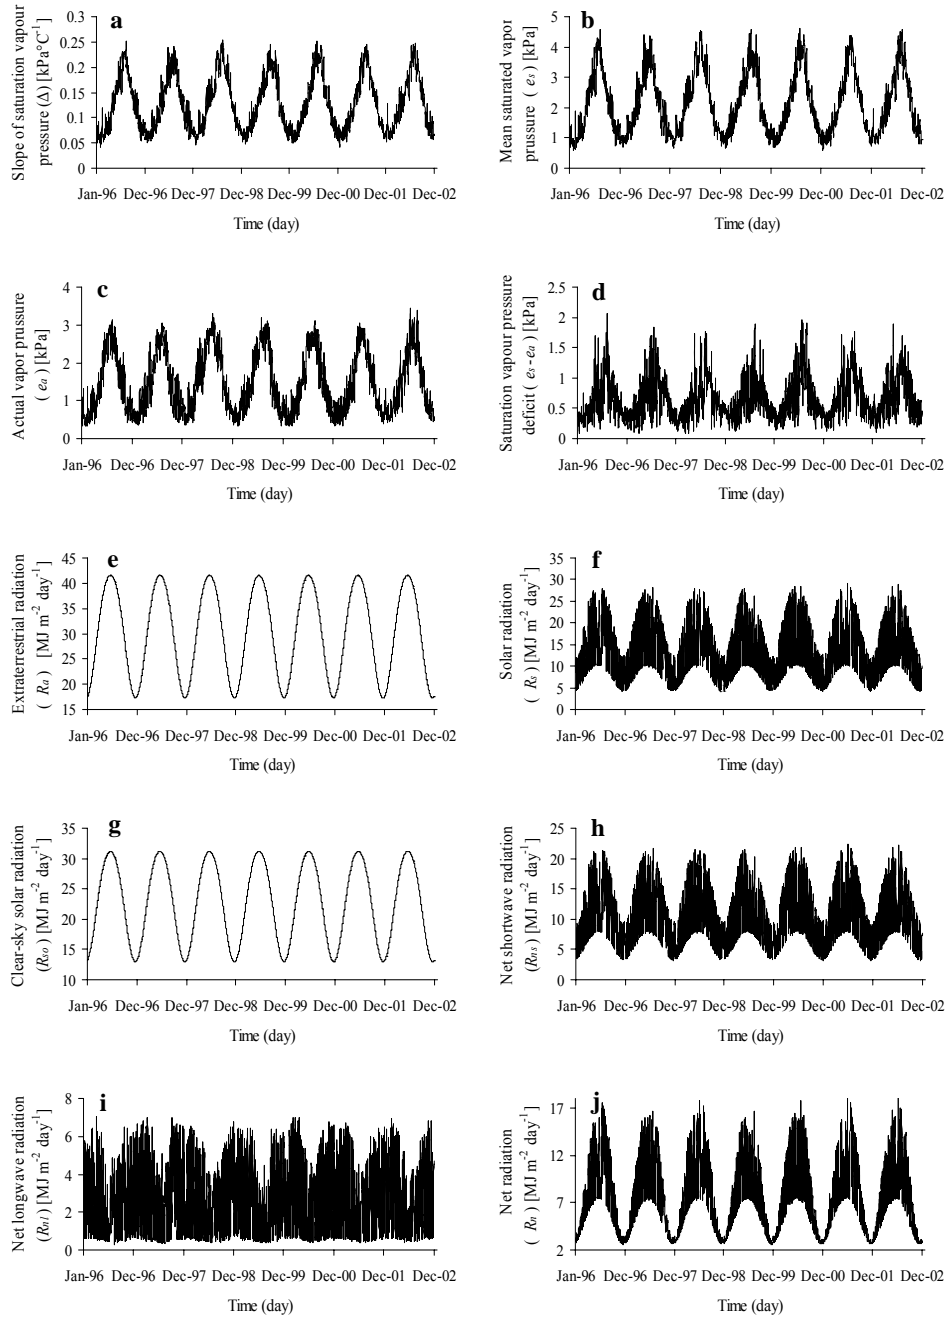 a
Slope of saturation vapour
pressure (Δ) [kPa°C⁻¹]
0.3
0.25
0.2
0.15
0.1
0.05
0
Jan-96 Dec-96 Dec-97 Dec-98 Dec-99 Dec-00 Dec-01 Dec-02
Time (day)
b
Mean saturated vapor
prussure ( es ) [kPa]
5
4
3
2
1
0
Jan-96 Dec-96 Dec-97 Dec-98 Dec-99 Dec-00 Dec-01 Dec-02
Time (day)
c
Actual vapor prussure
( ea ) [kPa]
4
3
2
1
0
Jan-96 Dec-96 Dec-97 Dec-98 Dec-99 Dec-00 Dec-01 Dec-02
Time (day)
d
Saturation vapour pressure
deficit ( es - ea ) [kPa]
2.5
2
1.5
1
0.5
0
Jan-96 Dec-96 Dec-97 Dec-98 Dec-99 Dec-00 Dec-01 Dec-02
Time (day)
e
Extraterrestrial radiation
( Ra ) [MJ m⁻² day⁻¹]
45
40
35
30
25
20
15
Jan-96 Dec-96 Dec-97 Dec-98 Dec-99 Dec-00 Dec-01 Dec-02
Time (day)
f
Solar radiation
( Rs ) [MJ m⁻² day⁻¹]
35
30
25
20
15
10
5
0
Jan-96 Dec-96 Dec-97 Dec-98 Dec-99 Dec-00 Dec-01 Dec-02
Time (day)
g
Clear-sky solar radiation
(Rso ) [MJ m⁻² day⁻¹]
35
30
25
20
15
10
Jan-96 Dec-96 Dec-97 Dec-98 Dec-99 Dec-00 Dec-01 Dec-02
Time (day)
h
Net shortwave radiation
(Rns ) [MJ m⁻² day⁻¹]
25
20
15
10
5
0
Jan-96 Dec-96 Dec-97 Dec-98 Dec-99 Dec-00 Dec-01 Dec-02
Time (day)
i
Net longwave radiation
(Rnl ) [MJ m⁻² day⁻¹]
8
6
4
2
0
Jan-96 Dec-96 Dec-97 Dec-98 Dec-99 Dec-00 Dec-01 Dec-02
Time (day)
j
Net radiation
( Rn ) [MJ m⁻² day⁻¹]
17
12
7
2
Jan-96 Dec-96 Dec-97 Dec-98 Dec-99 Dec-00 Dec-01 Dec-02
Time (day)